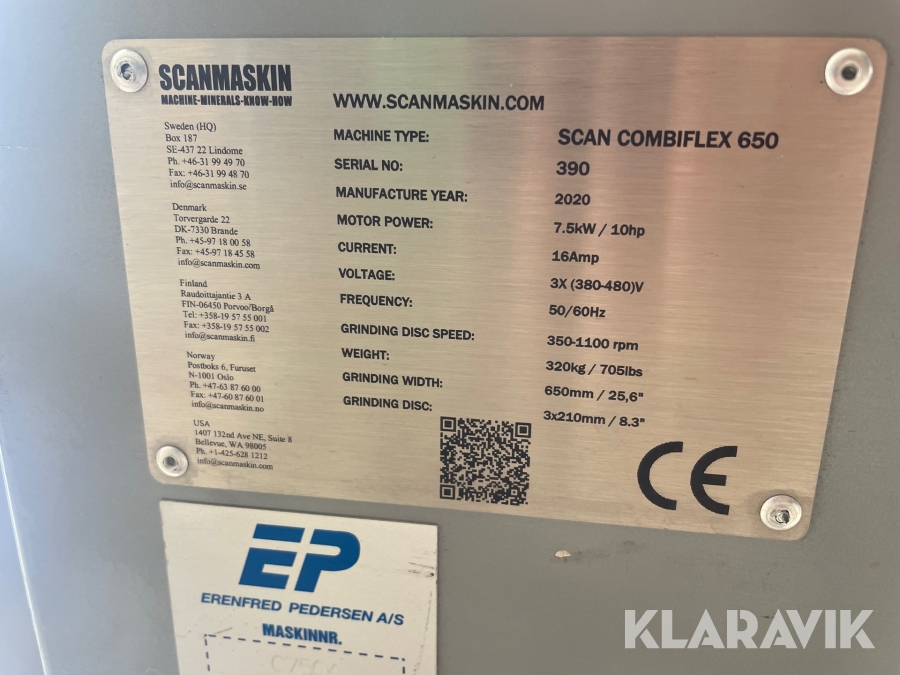 SCANMASKIN
MACHINE-MINERALS-KNOW-HOW
Sweden (HQ)
Box 187
SE-437 22 Lindome
Ph. +46-31 99 49 70
Fax: +46-31 99 48 70
info@scanmaskin.se
Denmark
Torvergarde 22
DK-7330 Brande
Ph. +45-97 18 00 58
Fax: +45-97 18 45 58
info@scanmaskin.com
Finland
Raudoittajantie 3 A
FIN-06450 Porvoo/Borgå
Tel: +358-19 57 55 001
Fax: +358-19 57 55 002
info@scanmaskin.fi
Norway
Postboks 6, Furuset
N-1001 Oslo
Ph. +47-63 87 60 00
Fax: +47-60 87 60 01
info@scanmaskin.no
USA
1407 132nd Ave NE, Suite 8
Bellevue, WA 98005
Ph. +1-425-628 1212
info@scanmaskin.com
WWW.SCANMASKIN.COM
MACHINE TYPE: SCAN COMBIFLEX 650
SERIAL NO: 390
MANUFACTURE YEAR: 2020
MOTOR POWER: 7.5kW / 10hp
CURRENT: 16Amp
VOLTAGE: 3X (380-480)V
FREQUENCY: 50/60Hz
GRINDING DISC SPEED: 350-1100 rpm
WEIGHT: 320kg / 705lbs
GRINDING WIDTH: 650mm / 25,6"
GRINDING DISC: 3x210mm / 8.3"
CE
EP
ERENFRED PEDERSEN A/S
MASKINNR.
KLARAVIK